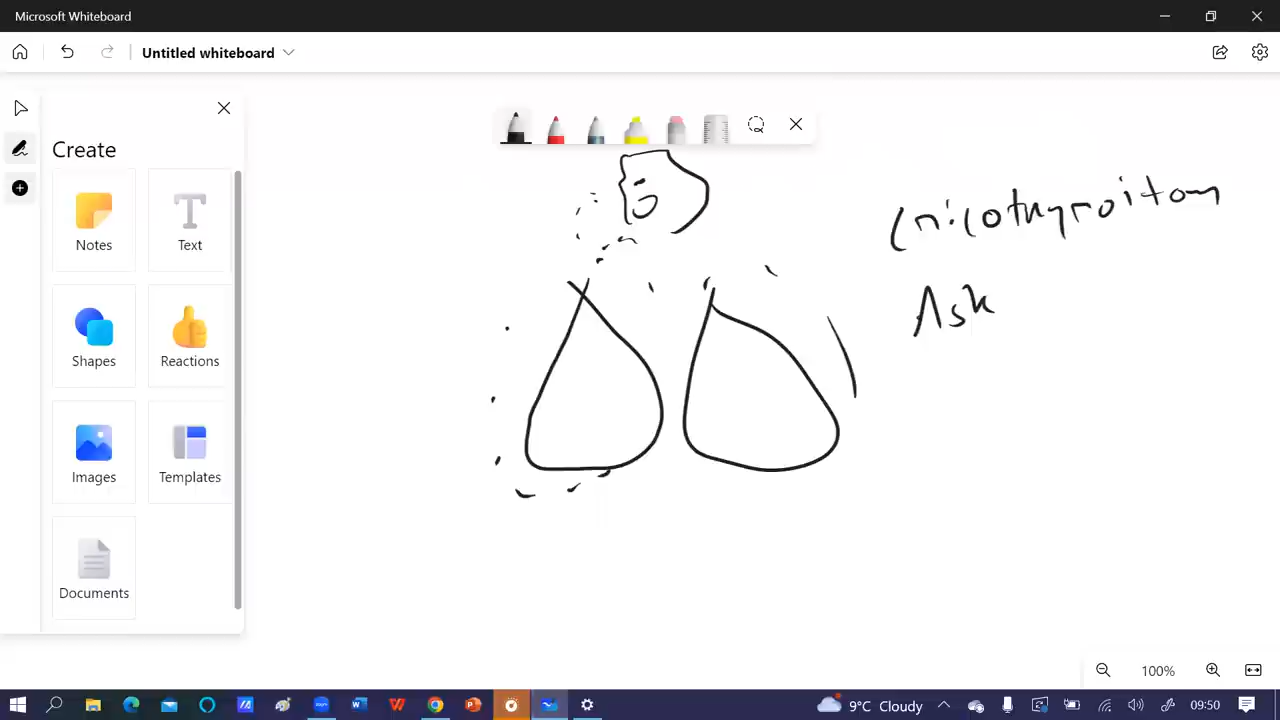 Microsoft Whiteboard
Untitled whiteboard
Create
Notes
Text
Shapes
Reactions
Images
Templates
Documents
Ask
100%
9°C Cloudy
09:50